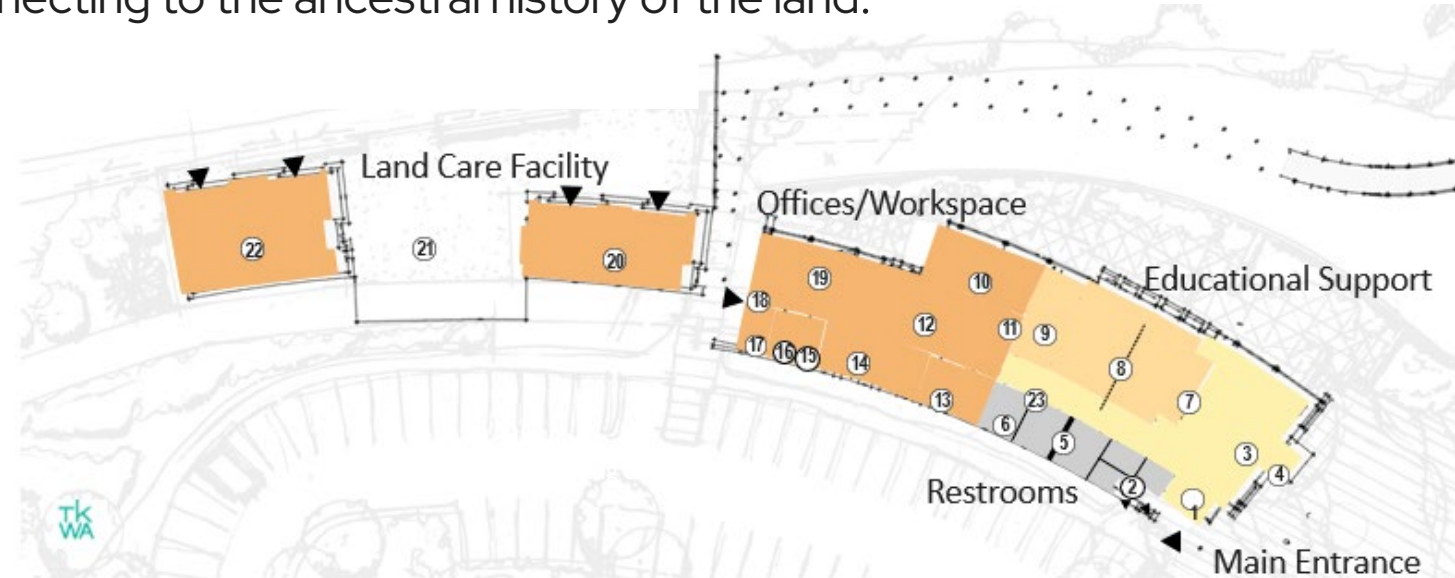 necting to the ancestral history of the land.
Land Care Facility
Offices/Workspace
Educational Support
22
21
20
19
18
17
16
15
14
13
12
11
10
9
8
7
23
6
5
3
4
2
1
Restrooms
Main Entrance
TK
WA